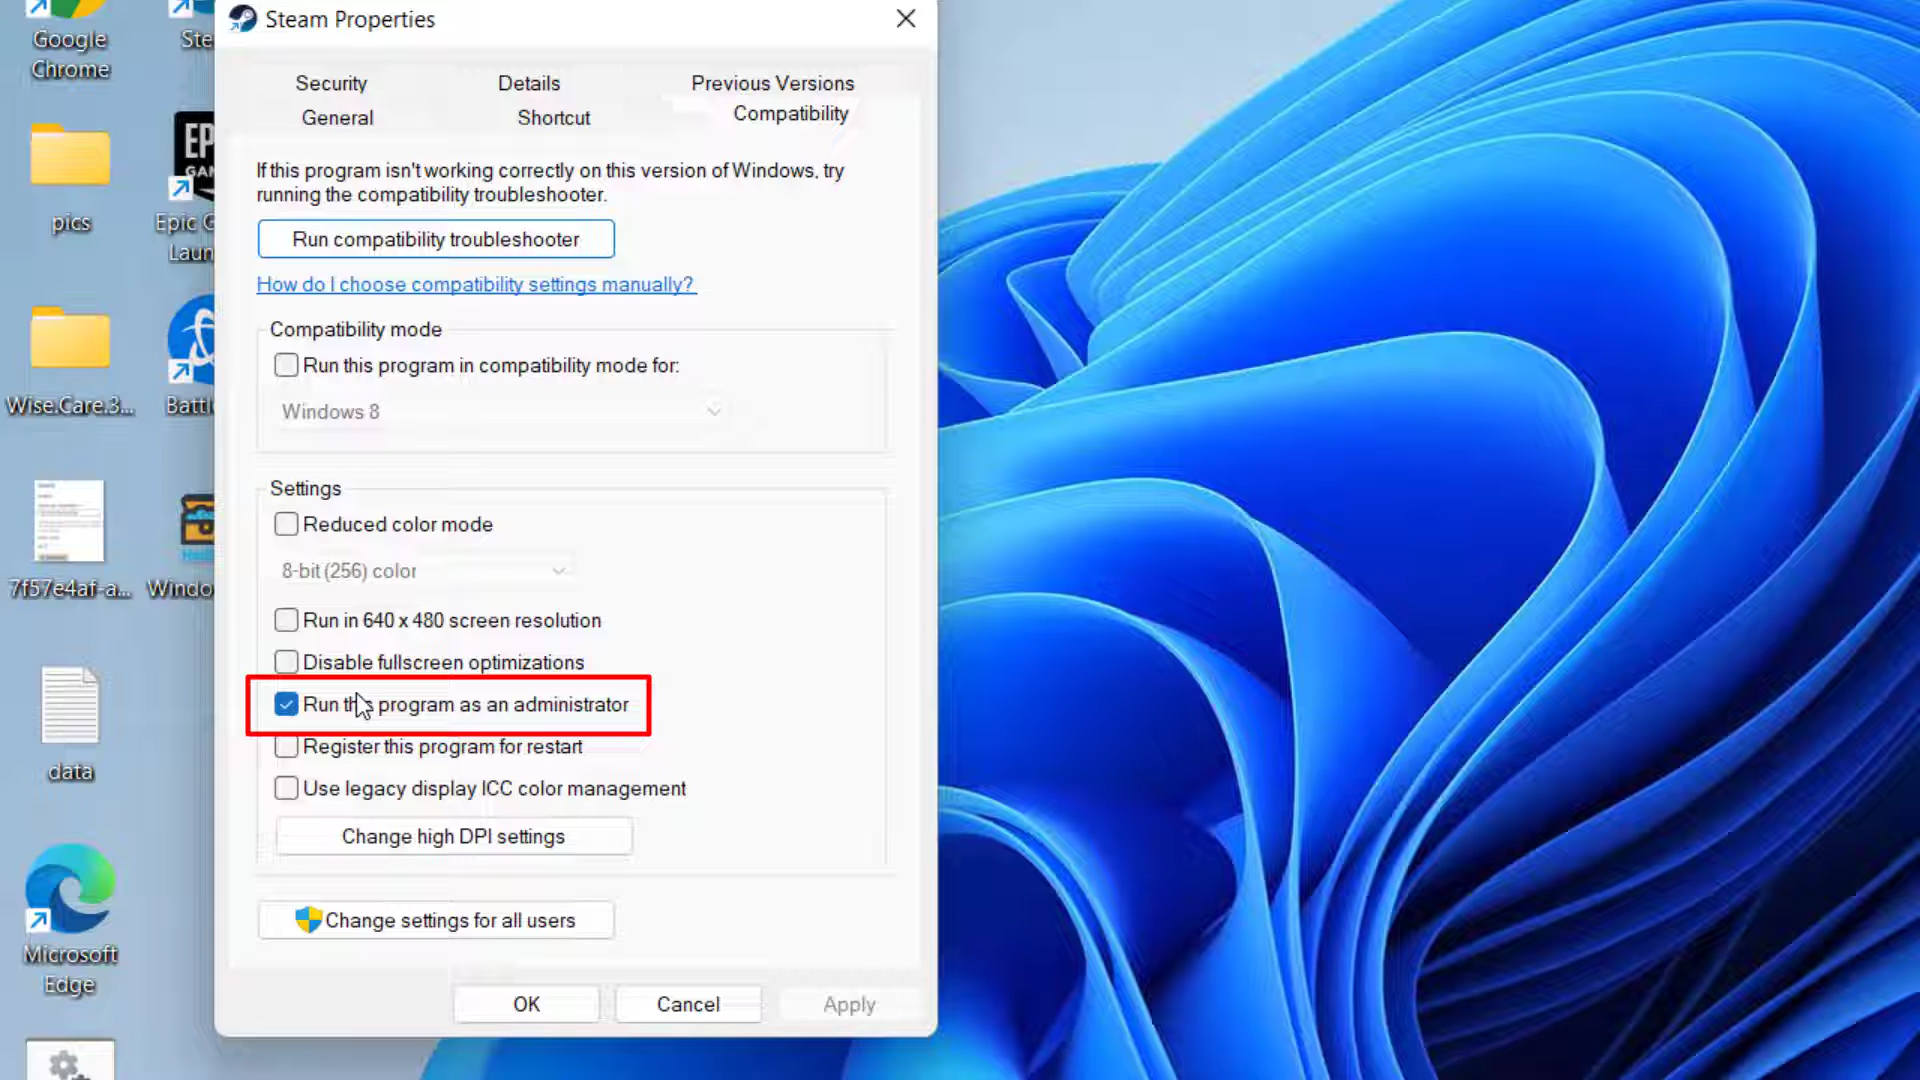 Google
Chrome
Ste
pics
EPI
GAM
Epic G
Laun
Wise.Care.3...
Battl
7f57e4af-a...
Windo
data
Microsoft
Edge
Steam Properties
Security
Details
Previous Versions
General
Shortcut
Compatibility
If this program isn't working correctly on this version of Windows, try
running the compatibility troubleshooter.
Run compatibility troubleshooter
How do I choose compatibility settings manually?
Compatibility mode
Run this program in compatibility mode for:
Windows 8
Settings
Reduced color mode
8-bit (256) color
Run in 640 x 480 screen resolution
Disable fullscreen optimizations
Run this program as an administrator
Register this program for restart
Use legacy display ICC color management
Change high DPI settings
Change settings for all users
OK
Cancel
Apply